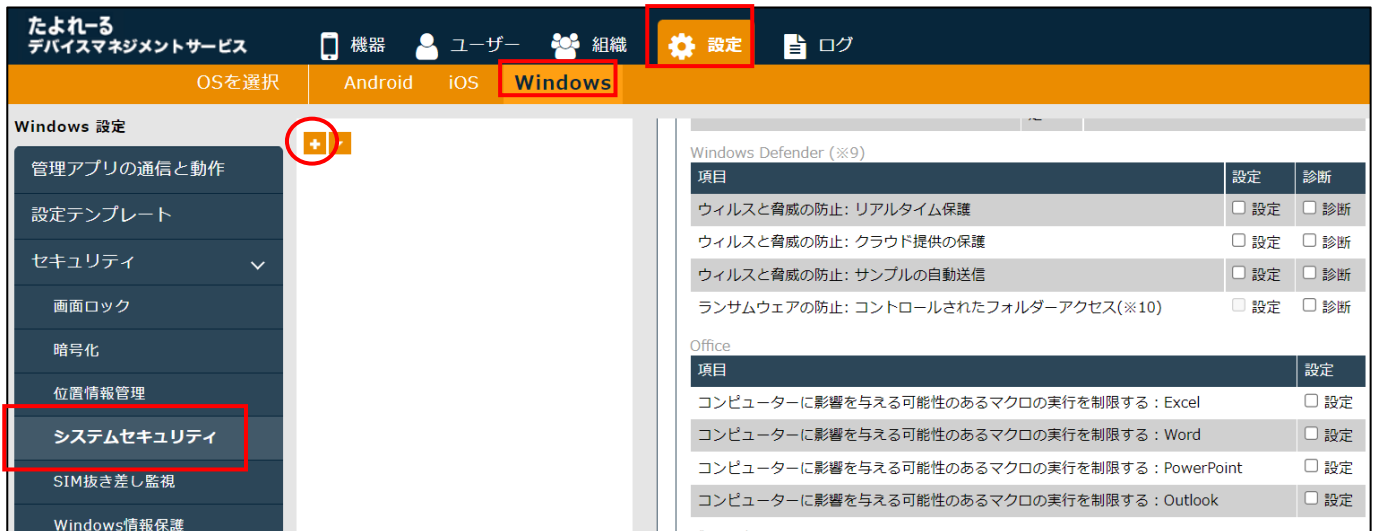 たよれーる
デバイスマネジメントサービス
機器 ユーザー 組織 設定 ログ
OSを選択 Android iOS Windows
Windows 設定
管理アプリの通信と動作
設定テンプレート
セキュリティ
画面ロック
暗号化
位置情報管理
システムセキュリティ
SIM抜き差し監視
Windows情報保護
Windows Defender (※9)
項目 設定 診断
ウィルスと脅威の防止: リアルタイム保護 設定 診断
ウィルスと脅威の防止: クラウド提供の保護 設定 診断
ウィルスと脅威の防止: サンプルの自動送信 設定 診断
ランサムウェアの防止: コントロールされたフォルダーアクセス(※10) 設定 診断
Office
項目 設定
コンピューターに影響を与える可能性のあるマクロの実行を制限する：Excel 設定
コンピューターに影響を与える可能性のあるマクロの実行を制限する：Word 設定
コンピューターに影響を与える可能性のあるマクロの実行を制限する：PowerPoint 設定
コンピューターに影響を与える可能性のあるマクロの実行を制限する：Outlook 設定